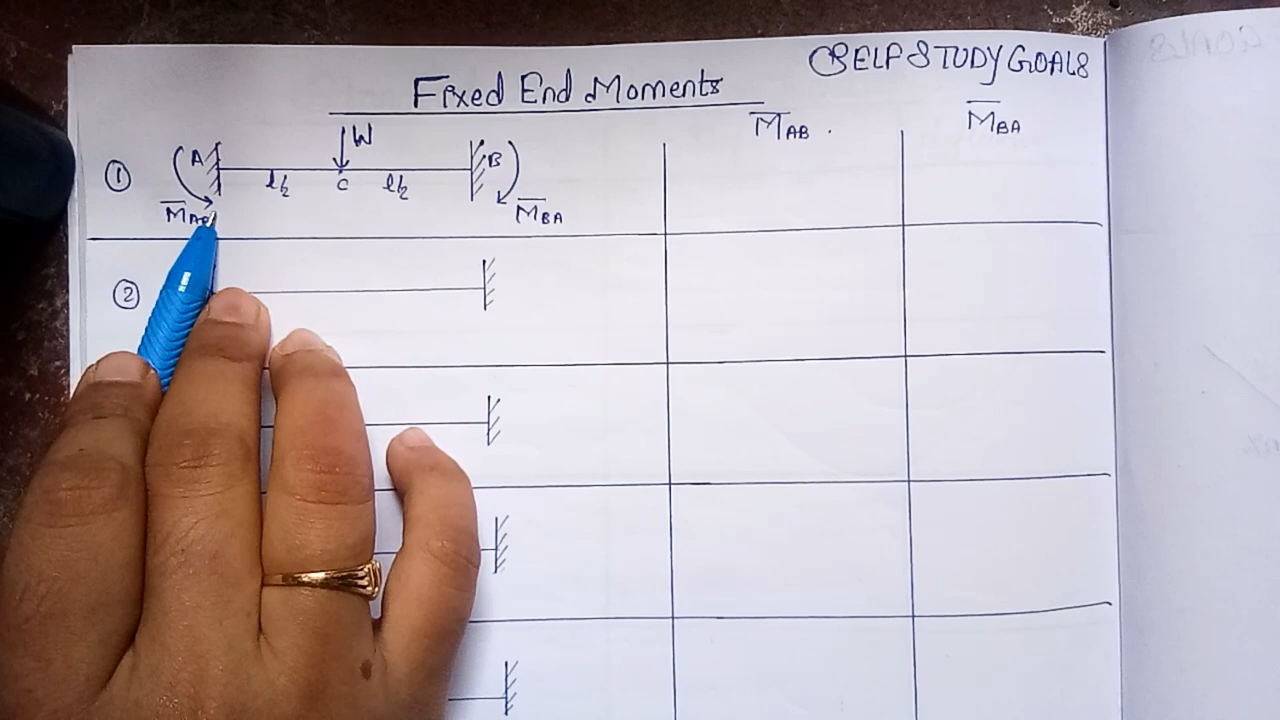 ©SELF STUDY GOALS
Fixed End Moments
M̅AB . M̅BA
① A W B
l/2 C l/2
M̅AB M̅BA
②